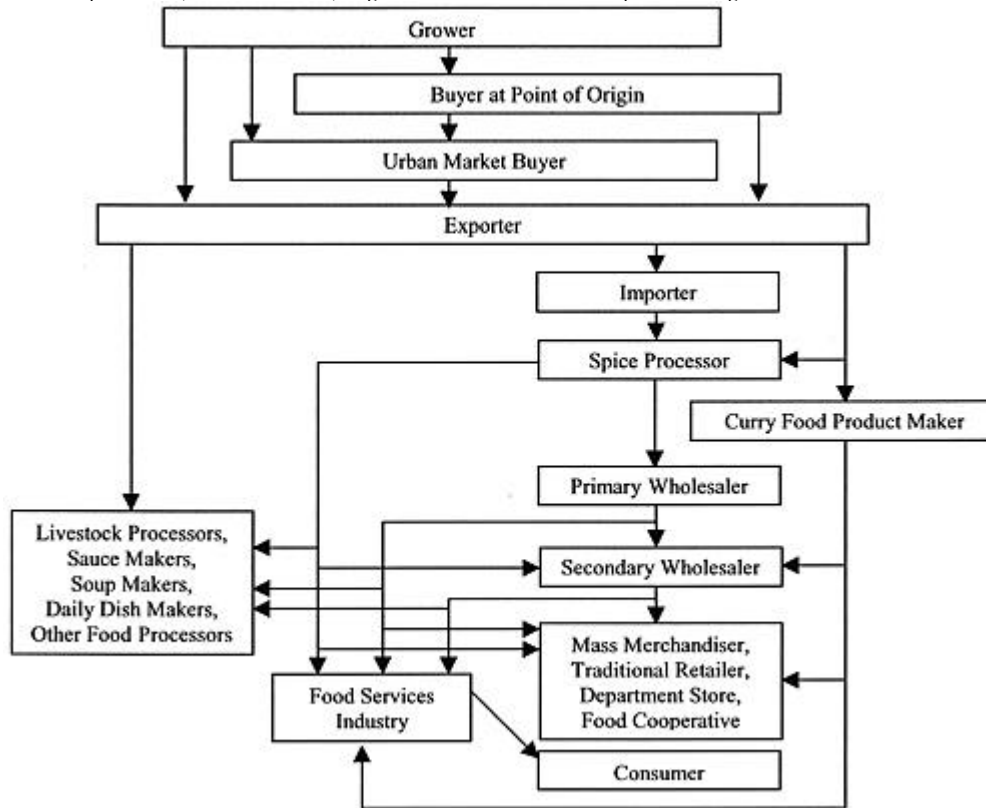 Grower
Buyer at Point of Origin
Urban Market Buyer
Exporter
Importer
Spice Processor
Curry Food Product Maker
Primary Wholesaler
Livestock Processors,
Sauce Makers,
Soup Makers,
Daily Dish Makers,
Other Food Processors
Secondary Wholesaler
Mass Merchandiser,
Traditional Retailer,
Department Store,
Food Cooperative
Food Services
Industry
Consumer